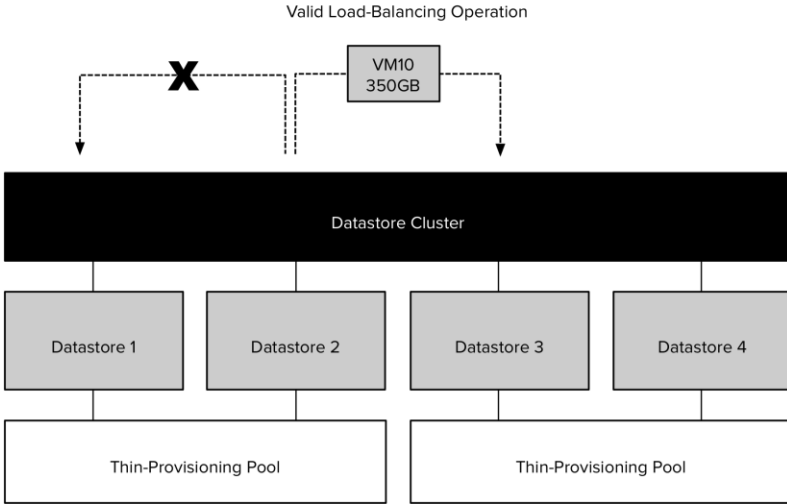 Valid Load-Balancing Operation
VM10
350GB
X
Datastore Cluster
Datastore 1
Datastore 2
Datastore 3
Datastore 4
Thin-Provisioning Pool
Thin-Provisioning Pool